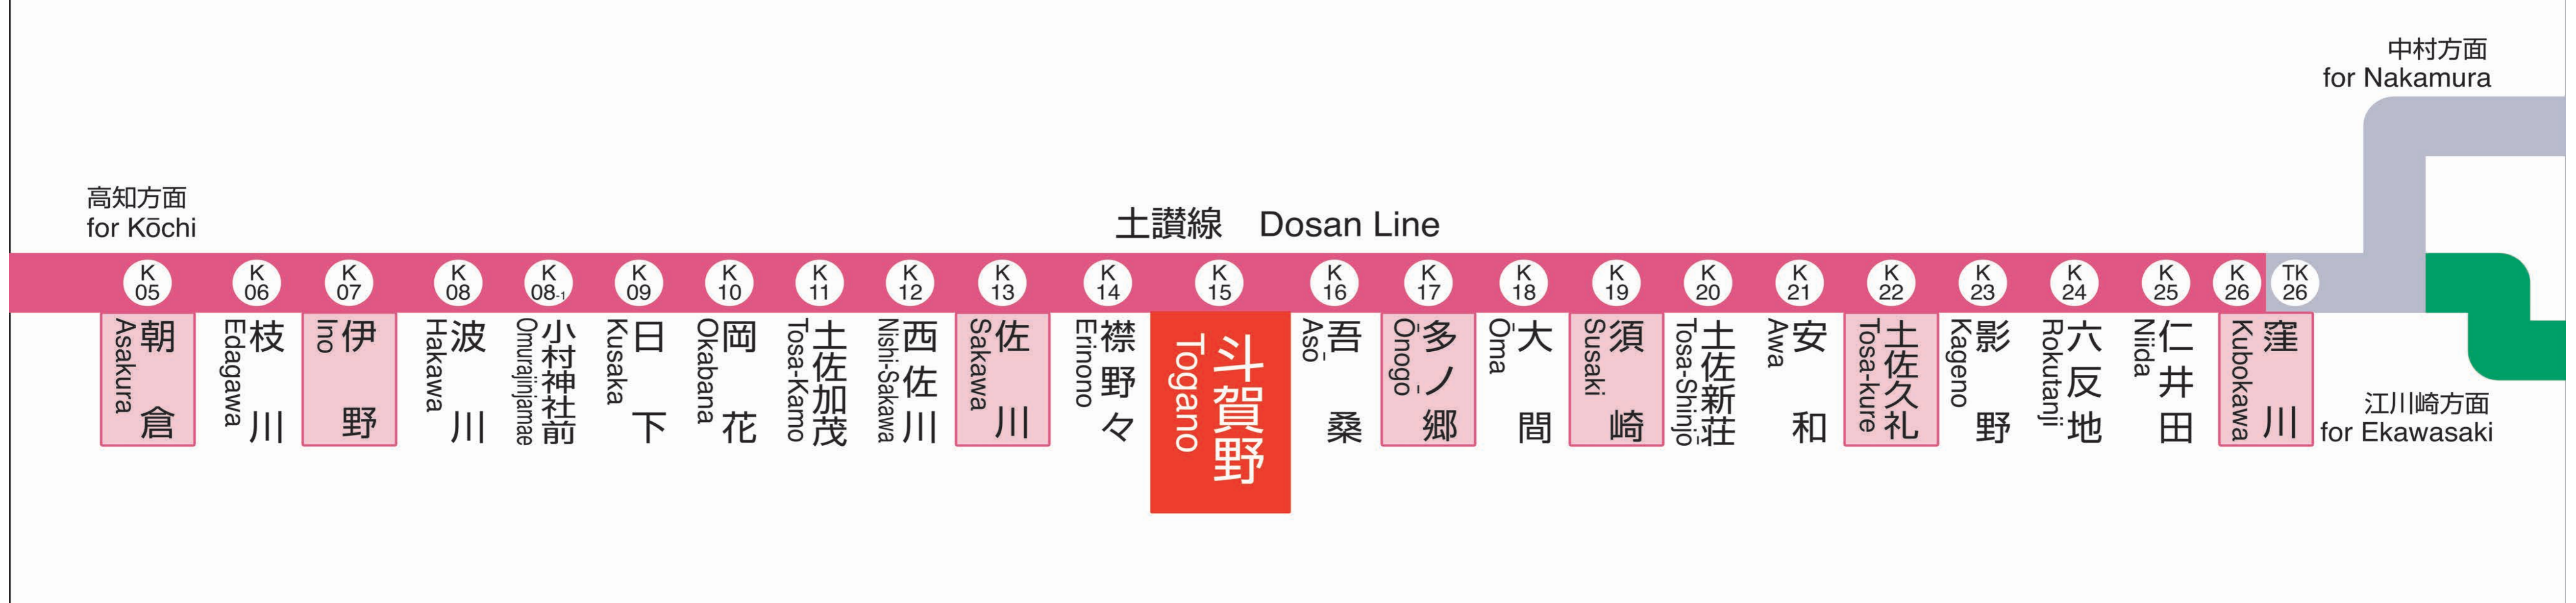 中村方面
for Nakamura
高知方面
for Kōchi
土讃線 Dosan Line
K 05
朝倉
Asakura
K 06
枝川
Edagawa
K 07
伊野
Ino
K 08
波川
Hakawa
K 08-1
小村神社前
Omurajinjamae
K 09
日下
Kusaka
K 10
岡花
Okabana
K 11
土佐加茂
Tosa-Kamo
K 12
西佐川
Nishi-Sakawa
K 13
佐川
Sakawa
K 14
襟野々
Erinono
K 15
斗賀野
Togano
K 16
吾桑
Asō
K 17
多ノ郷
Ōnogō
K 18
大間
Ōma
K 19
須崎
Susaki
K 20
土佐新荘
Tosa-Shinjō
K 21
安和
Awa
K 22
土佐久礼
Tosa-kure
K 23
影野
Kageno
K 24
六反地
Rokutanji
K 25
仁井田
Niida
K 26
TK 26
窪川
Kubokawa
江川崎方面
for Ekawasaki